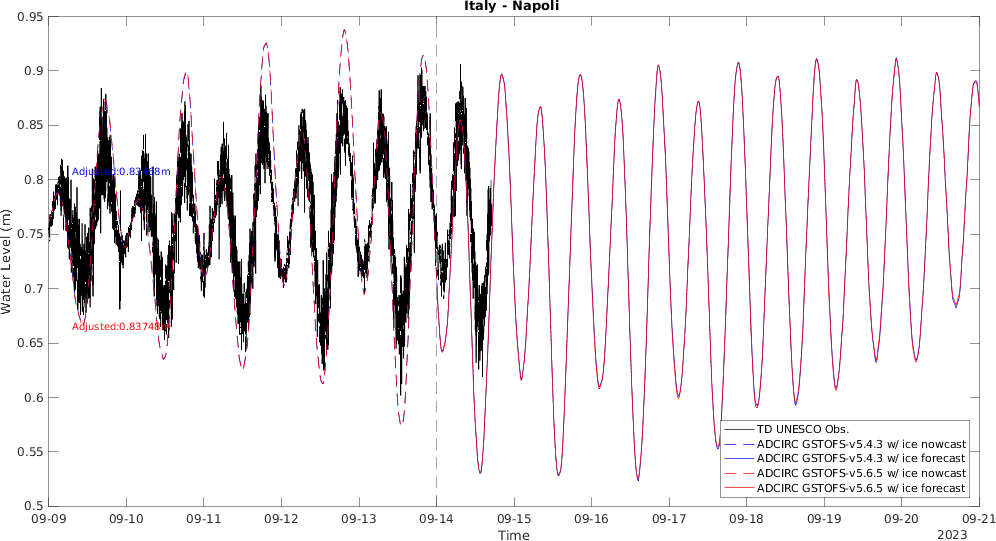 Italy - Napoli
Water Level (m)
0.95
0.9
0.85
0.8
0.75
0.7
0.65
0.6
0.55
0.5
Adjusted:0.83748m
TD UNESCO Obs.
ADCIRC GSTOFS-v5.4.3 w/ ice nowcast
ADCIRC GSTOFS-v5.4.3 w/ ice forecast
ADCIRC GSTOFS-v5.6.5 w/ ice nowcast
ADCIRC GSTOFS-v5.6.5 w/ ice forecast
09-09 09-10 09-11 09-12 09-13 09-14 09-15 09-16 09-17 09-18 09-19 09-20 09-21
Time
2023